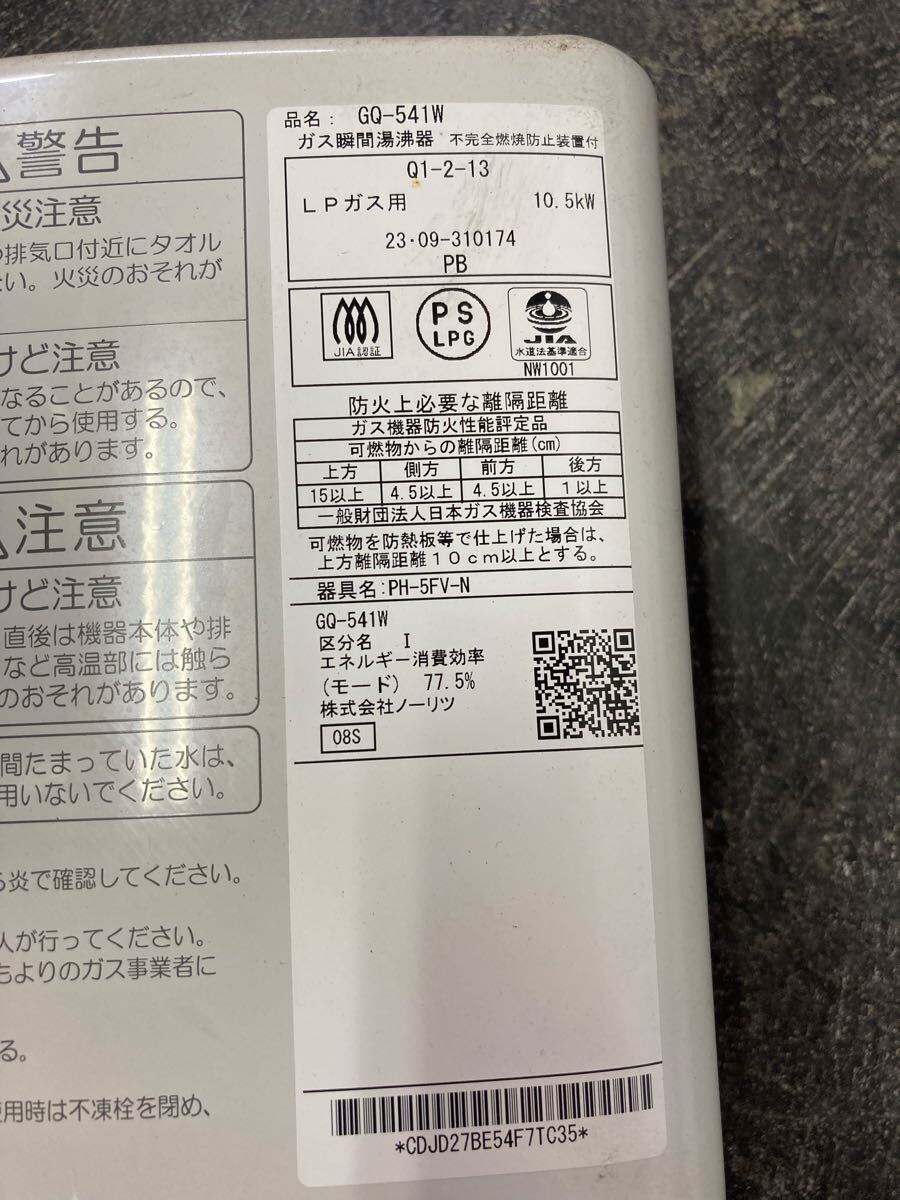 警告
災注意
排気口付近にタオル
い。火災のおそれが
けど注意
なることがあるので、
てから使用する。
れがあります。
注意
けど注意
直後は機器本体や排
など高温部には触ら
のおそれがあります。
間たまっていた水は、
用いないでください。
炎で確認してください。
人が行ってください。
もよりのガス事業者に
る。
使用時は不凍栓を閉め、
品名: GQ-541W
ガス瞬間湯沸器 不完全燃焼防止装置付
Q1-2-13
LPガス用 10.5kW
23・09-310174
PB
JIA認証
PS
LPG
JIA
水道法基準適合
NW1001
防火上必要な離隔距離
ガス機器防火性能評定品
可燃物からの離隔距離(cm)
上方 側方 前方 後方
15以上 4.5以上 4.5以上 1以上
一般財団法人日本ガス機器検査協会
可燃物を防熱板等で仕上げた場合は、
上方離隔距離10cm以上とする。
器具名:PH-5FV-N
GQ-541W
区分名 I
エネルギー消費効率
(モード) 77.5%
株式会社ノーリツ
08S
*CDJD27BE54F7TC35*